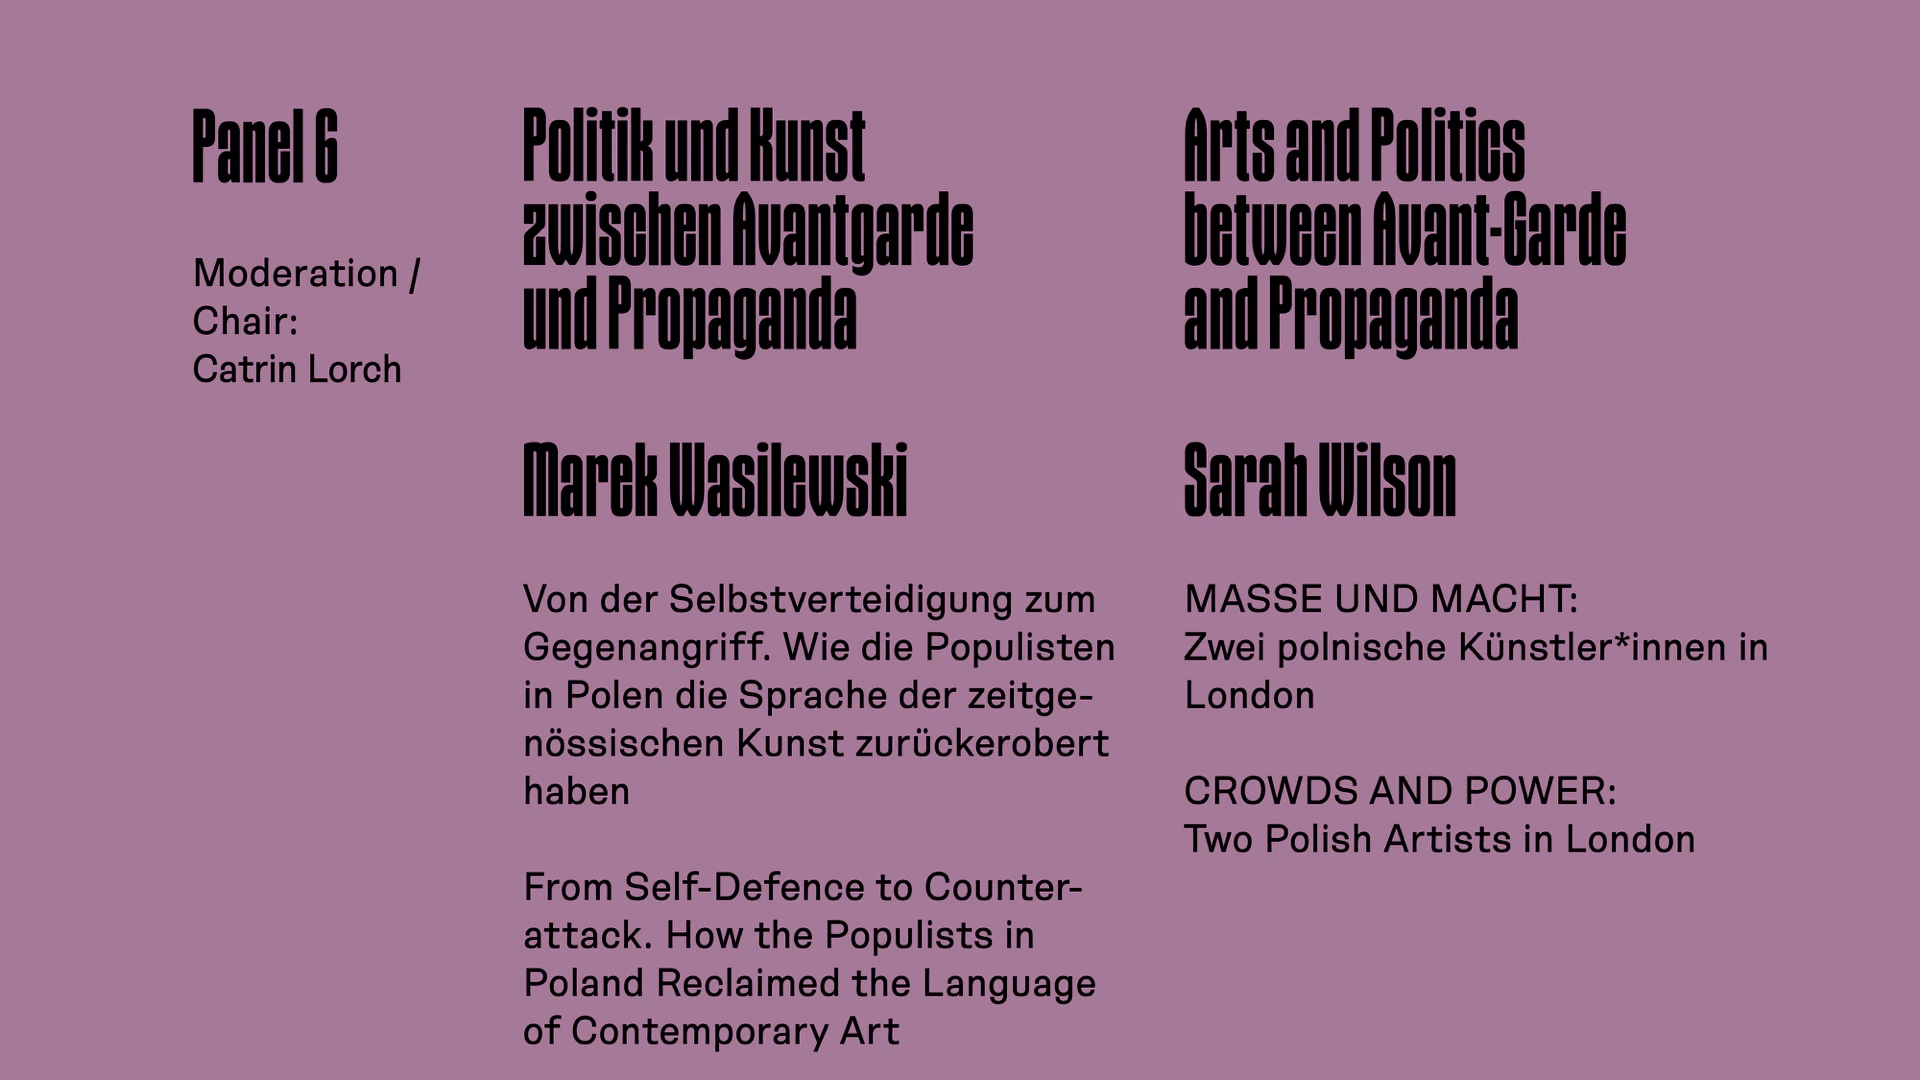 Panel 6
Moderation /
Chair:
Catrin Lorch
Politik und Kunst
zwischen Avantgarde
und Propaganda
Arts and Politics
between Avant-Garde
and Propaganda
Marek Wasilewski
Von der Selbstverteidigung zum
Gegenangriff. Wie die Populisten
in Polen die Sprache der zeitge-
nössischen Kunst zurückerobert
haben
From Self-Defence to Counter-
attack. How the Populists in
Poland Reclaimed the Language
of Contemporary Art
Sarah Wilson
MASSE UND MACHT:
Zwei polnische Künstler*innen in
London
CROWDS AND POWER:
Two Polish Artists in London